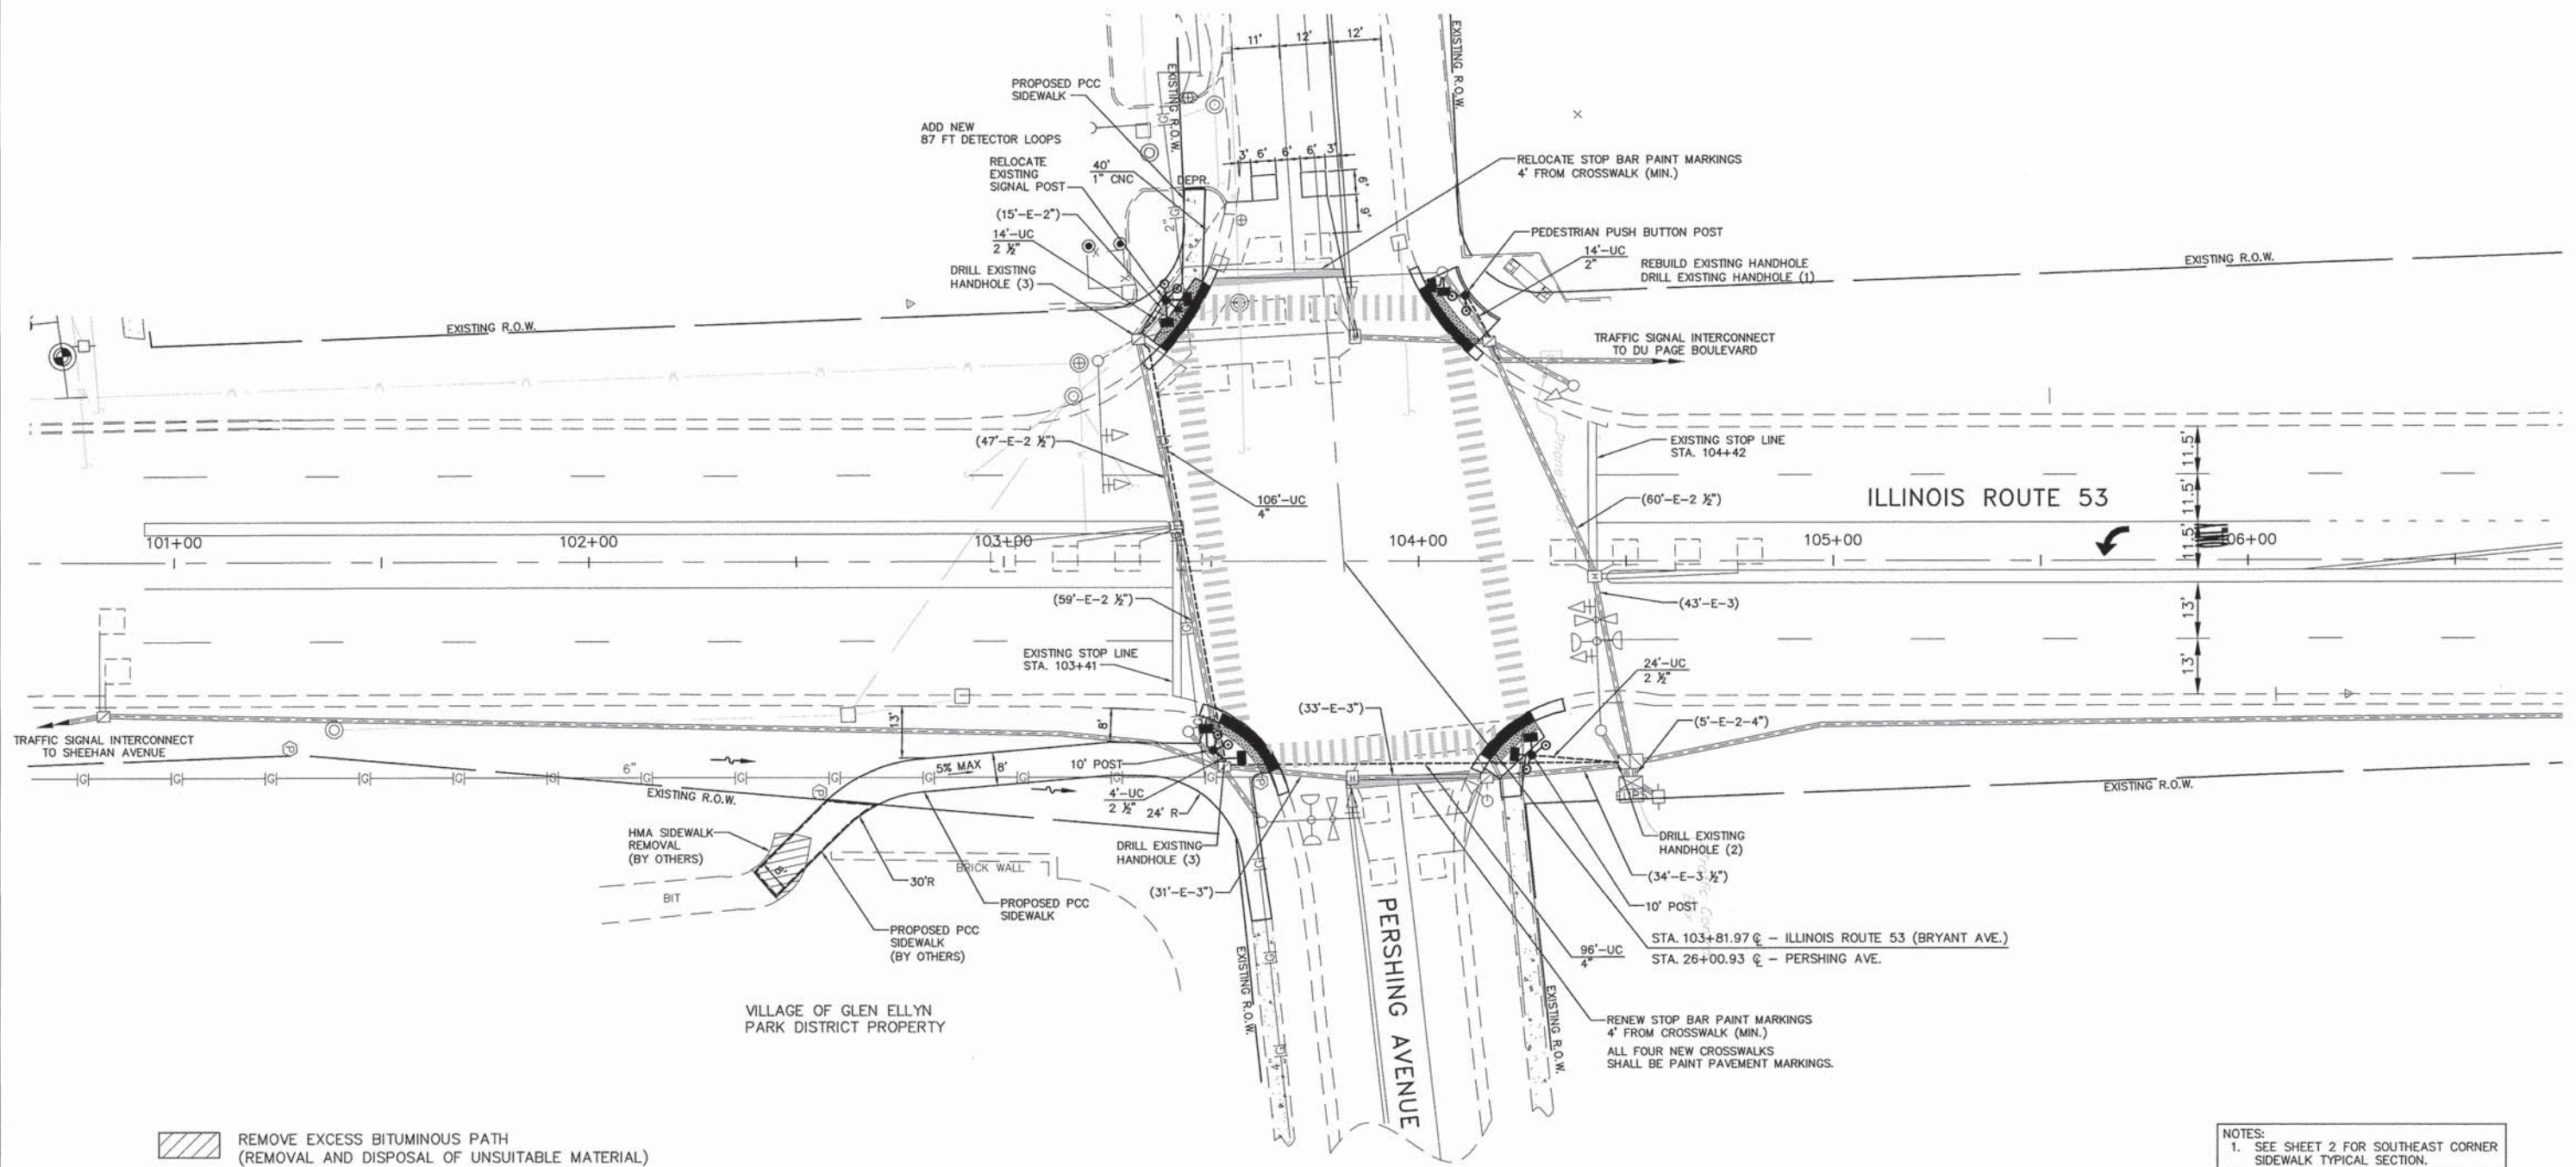 11' 12' 12'
EXISTING R.O.W.
EXISTING R.O.W.
PROPOSED PCC
SIDEWALK
ADD NEW
87 FT DETECTOR LOOPS
RELOCATE
EXISTING
SIGNAL POST
40'
1" CNC
DEPR.
2"
3' 6' 6' 6' 3'
6'
9'
RELOCATE STOP BAR PAINT MARKINGS
4' FROM CROSSWALK (MIN.)
(15'-E-2")
14'-UC
2 ½"
DRILL EXISTING
HANDHOLE (3)
PEDESTRIAN PUSH BUTTON POST
14'-UC
2"
REBUILD EXISTING HANDHOLE
DRILL EXISTING HANDHOLE (1)
EXISTING R.O.W.
EXISTING R.O.W.
TRAFFIC SIGNAL INTERCONNECT
TO DU PAGE BOULEVARD
(47'-E-2 ½")
106'-UC
4"
EXISTING STOP LINE
STA. 104+42
(60'-E-2 ½")
ILLINOIS ROUTE 53
11.5'
11.5'
11.5'
13'
13'
101+00 102+00 103+00 104+00 105+00 106+00
(59'-E-2 ½")
(43'-E-3)
EXISTING STOP LINE
STA. 103+41
24'-UC
2 ½"
(33'-E-3")
(5'-E-2-4")
TRAFFIC SIGNAL INTERCONNECT
TO SHEEHAN AVENUE
13'
8'
6"
5% MAX
8'
10' POST
EXISTING R.O.W.
4'-UC
2 ½"
24' R
EXISTING R.O.W.
HMA SIDEWALK
REMOVAL
(BY OTHERS)
8'
BIT
30'R
BRICK WALL
DRILL EXISTING
HANDHOLE (3)
(31'-E-3")
DRILL EXISTING
HANDHOLE (2)
(34'-E-3 ½")
10' POST
PROPOSED PCC
SIDEWALK
PROPOSED PCC
SIDEWALK
(BY OTHERS)
96'-UC
4"
STA. 103+81.97 ℄ - ILLINOIS ROUTE 53 (BRYANT AVE.)
STA. 26+00.93 ℄ - PERSHING AVE.
PERSHING AVENUE
EXISTING R.O.W.
EXISTING R.O.W.
4"
VILLAGE OF GLEN ELLYN
PARK DISTRICT PROPERTY
RENEW STOP BAR PAINT MARKINGS
4' FROM CROSSWALK (MIN.)
ALL FOUR NEW CROSSWALKS
SHALL BE PAINT PAVEMENT MARKINGS.
REMOVE EXCESS BITUMINOUS PATH
(REMOVAL AND DISPOSAL OF UNSUITABLE MATERIAL)
NOTES:
1. SEE SHEET 2 FOR SOUTHEAST CORNER
SIDEWALK TYPICAL SECTION.